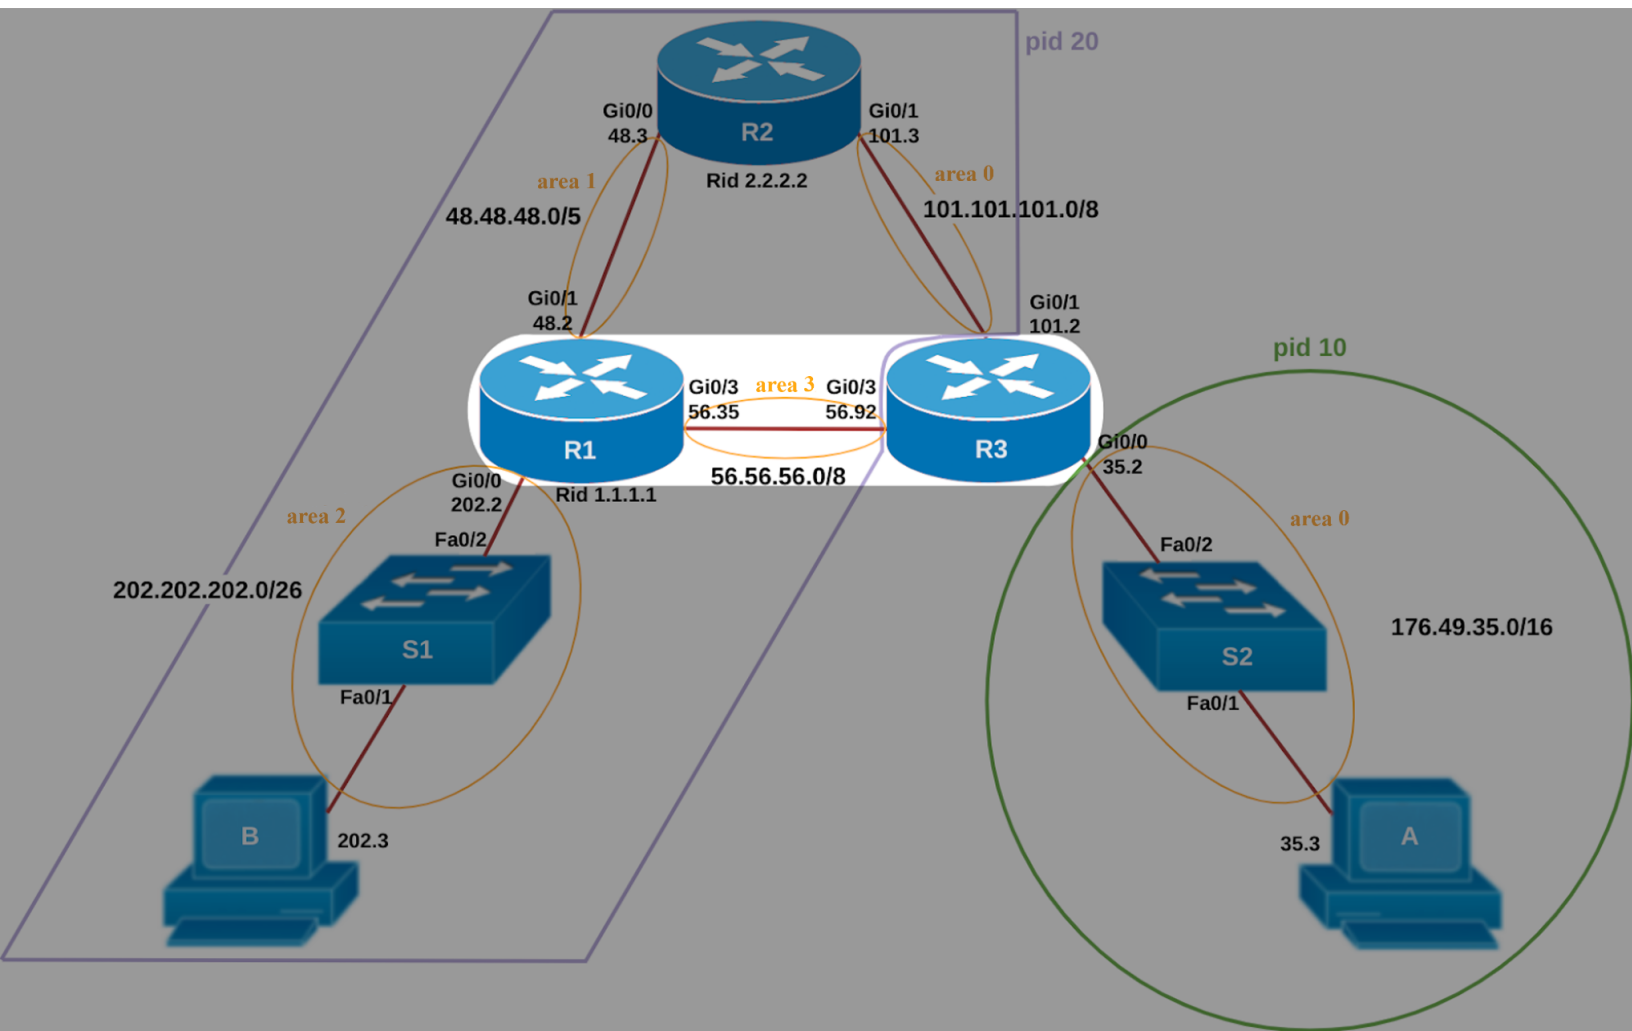 pid 20
Gi0/0
48.3
R2
Gi0/1
101.3
Rid 2.2.2.2
area 1
area 0
48.48.48.0/5
101.101.101.0/8
Gi0/1
48.2
Gi0/1
101.2
pid 10
R1
Gi0/3
56.35
area 3
Gi0/3
56.92
R3
56.56.56.0/8
Gi0/0
35.2
Gi0/0
202.2
Rid 1.1.1.1
area 2
area 0
Fa0/2
Fa0/2
202.202.202.0/26
176.49.35.0/16
S1
S2
Fa0/1
Fa0/1
B
202.3
35.3
A